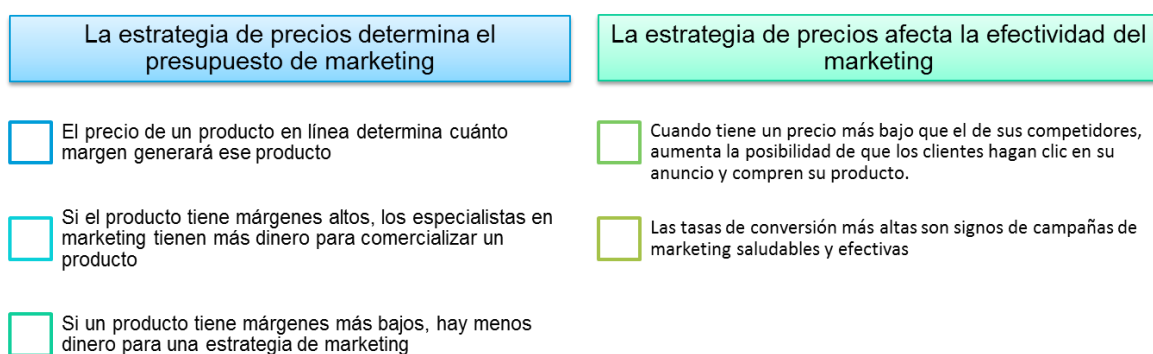 La estrategia de precios determina el
presupuesto de marketing
El precio de un producto en línea determina cuánto
margen generará ese producto
Si el producto tiene márgenes altos, los especialistas en
marketing tienen más dinero para comercializar un
producto
Si un producto tiene márgenes más bajos, hay menos
dinero para una estrategia de marketing
La estrategia de precios afecta la efectividad del
marketing
Cuando tiene un precio más bajo que el de sus competidores,
aumenta la posibilidad de que los clientes hagan clic en su
anuncio y compren su producto.
Las tasas de conversión más altas son signos de campañas de
marketing saludables y efectivas